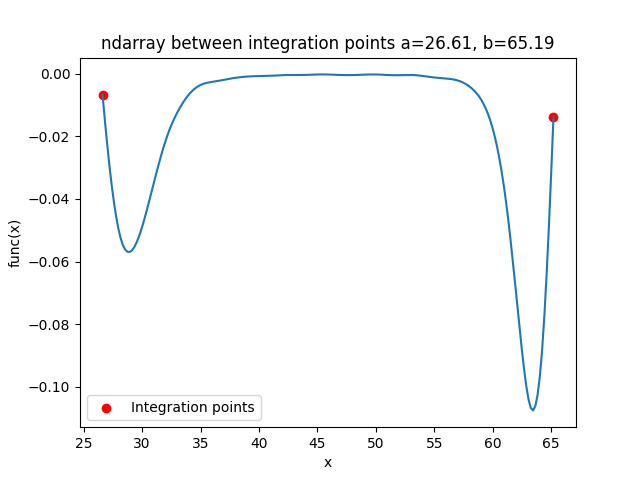 ndarray between integration points a=26.61, b=65.19
0.00
−0.02
−0.04
−0.06
−0.08
−0.10
func(x)
Integration points
25 30 35 40 45 50 55 60 65
x